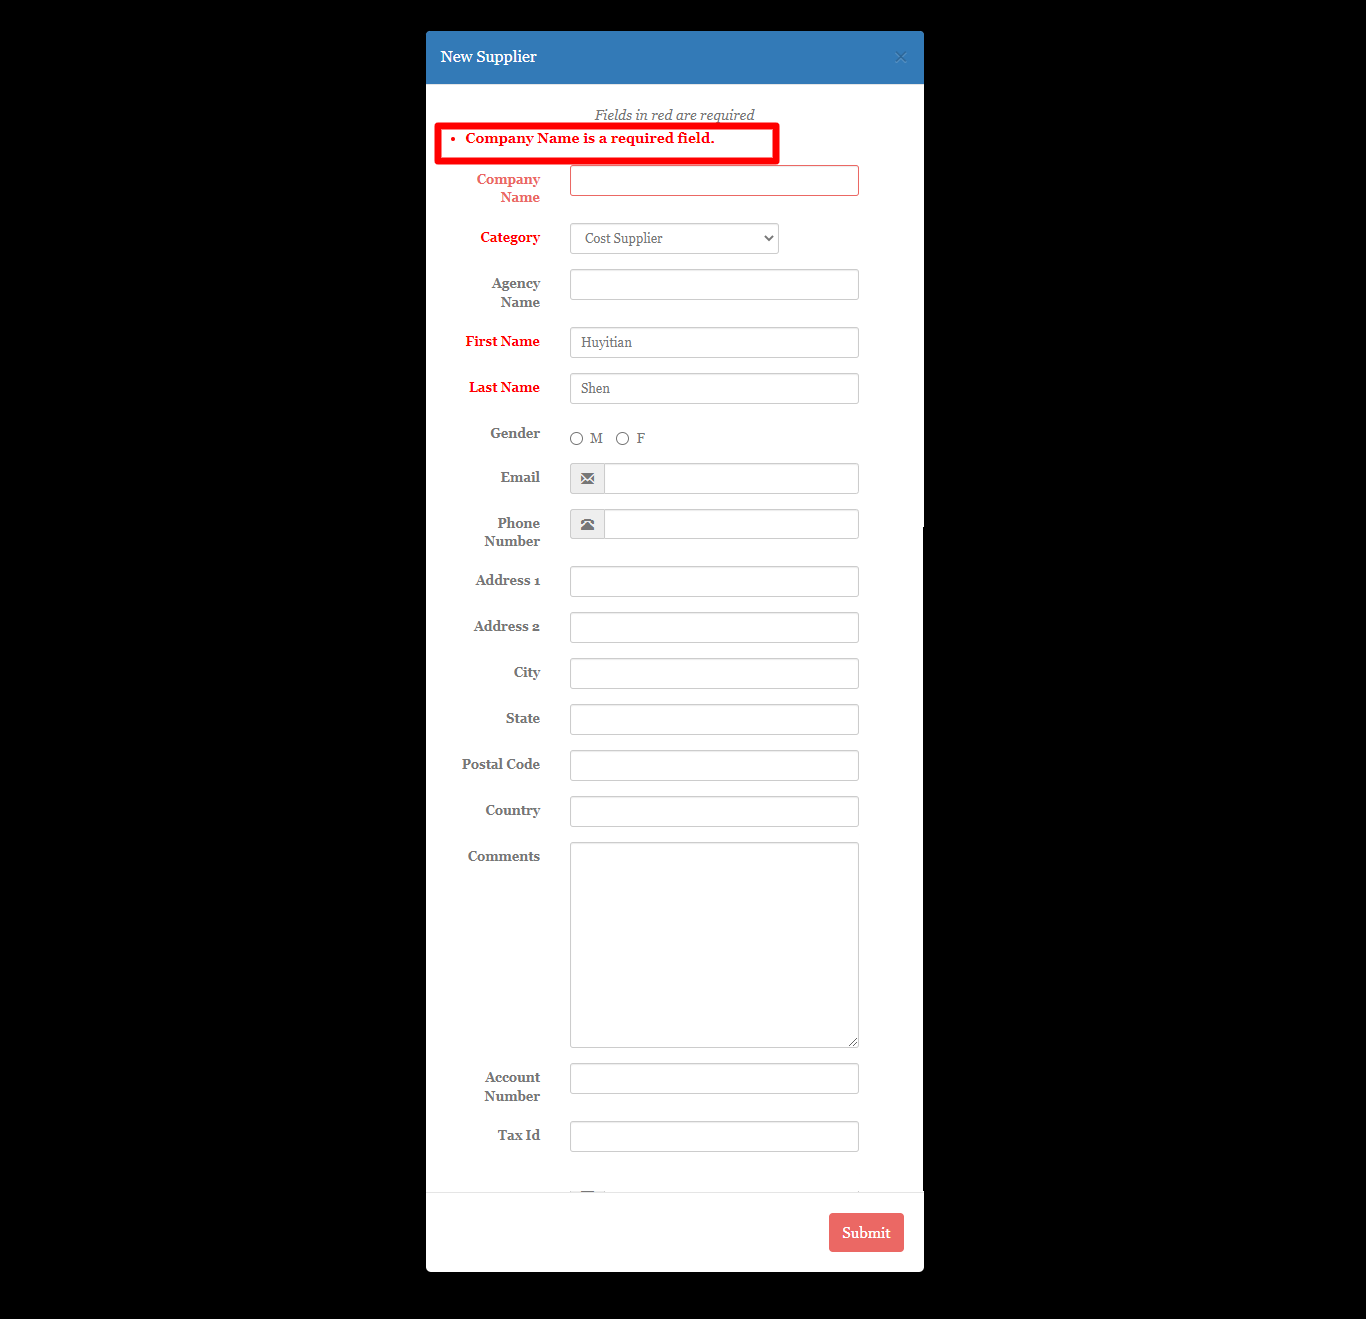 New Supplier
×
Fields in red are required
• Company Name is a required field.
Company
Name
Category
Cost Supplier
Agency
Name
First Name
Huyitian
Last Name
Shen
Gender
M F
Email
Phone
Number
Address 1
Address 2
City
State
Postal Code
Country
Comments
Account
Number
Tax Id
Submit